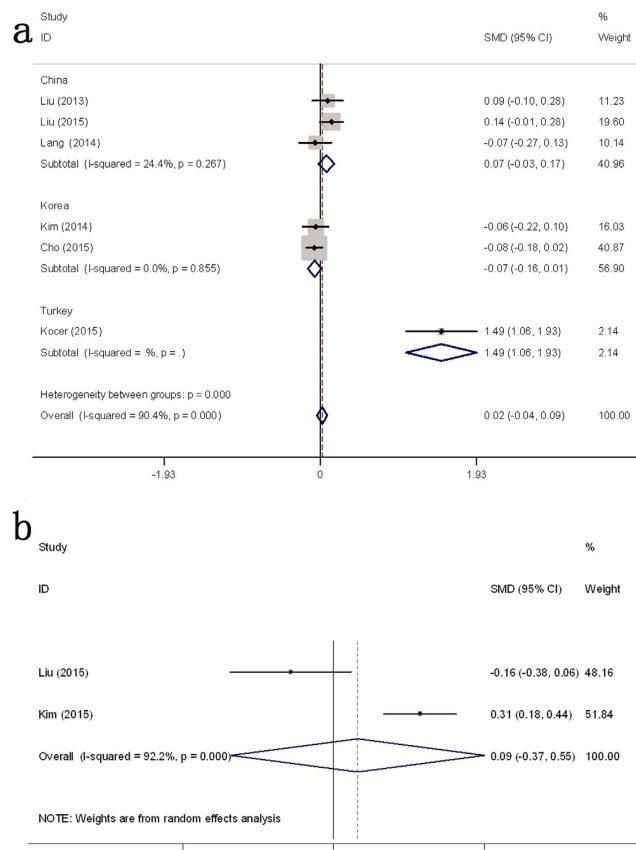 a
Study %
ID SMD (95% CI) Weight
China
Liu (2013) 0.09 (-0.10, 0.28) 11.23
Liu (2015) 0.14 (-0.01, 0.28) 19.60
Lang (2014) -0.07 (-0.27, 0.13) 10.14
Subtotal (I-squared = 24.4%, p = 0.267) 0.07 (-0.03, 0.17) 40.96
Korea
Kim (2014) -0.06 (-0.22, 0.10) 16.03
Cho (2015) -0.08 (-0.18, 0.02) 40.87
Subtotal (I-squared = 0.0%, p = 0.855) -0.07 (-0.16, 0.01) 56.90
Turkey
Kocer (2015) 1.49 (1.06, 1.93) 2.14
Subtotal (I-squared = .%, p = .) 1.49 (1.06, 1.93) 2.14
Heterogeneity between groups: p = 0.000
Overall (I-squared = 90.4%, p = 0.000) 0.02 (-0.04, 0.09) 100.00
-1.93 0 1.93
b
Study %
ID SMD (95% CI) Weight
Liu (2015) -0.16 (-0.38, 0.06) 48.16
Kim (2015) 0.31 (0.18, 0.44) 51.84
Overall (I-squared = 92.2%, p = 0.000) 0.09 (-0.37, 0.55) 100.00
NOTE: Weights are from random effects analysis